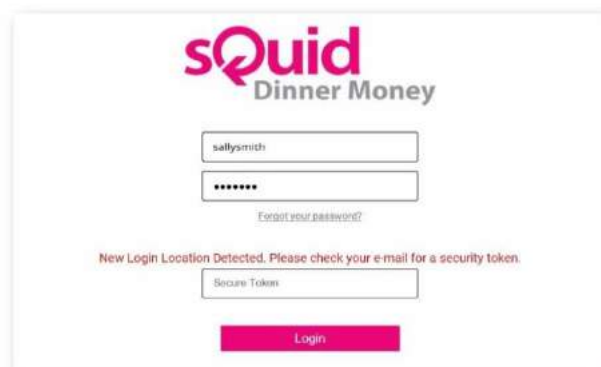 sQuid
Dinner Money
sallysmith
•••••••
Forgot your password?
New Login Location Detected. Please check your e-mail for a security token.
Secure Token
Login